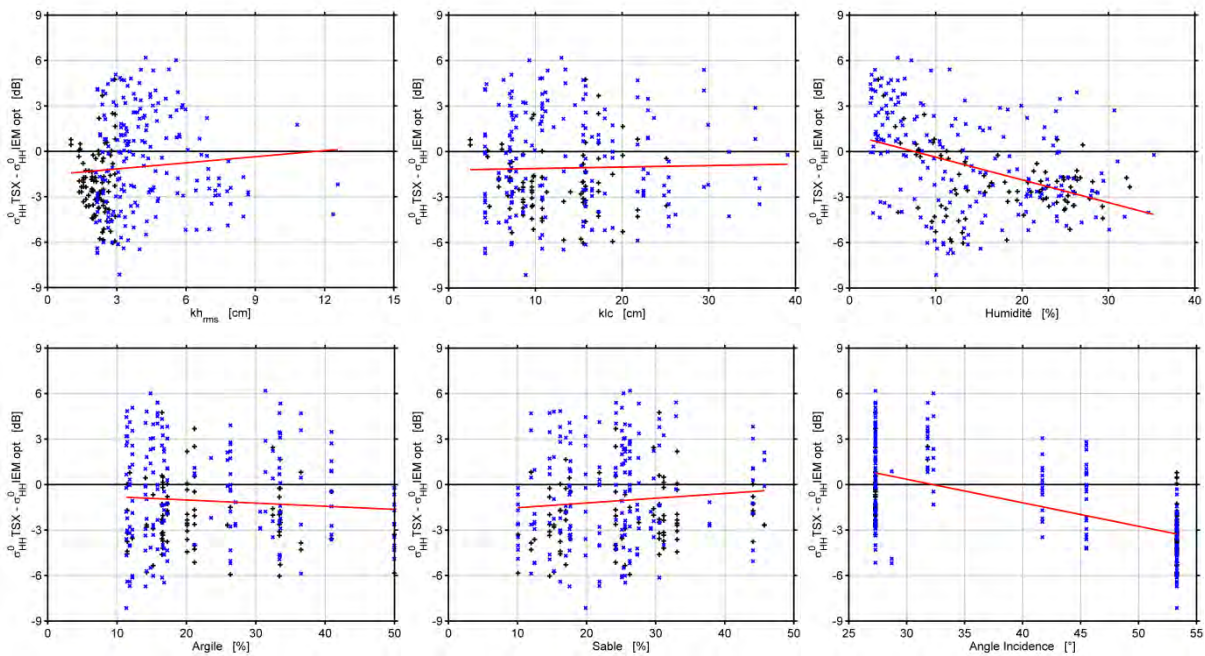 9
6
3
0
-3
-6
-9
σ⁰HH TSX - σ⁰HH IEM opt [dB]
0 3 6 9 12 15
khrms [cm]
9
6
3
0
-3
-6
-9
σ⁰HH TSX - σ⁰HH IEM opt [dB]
0 10 20 30 40
klc [cm]
9
6
3
0
-3
-6
-9
σ⁰HH TSX - σ⁰HH IEM opt [dB]
0 10 20 30 40
Humidité [%]
9
6
3
0
-3
-6
-9
σ⁰HH TSX - σ⁰HH IEM opt [dB]
0 10 20 30 40 50
Argile [%]
9
6
3
0
-3
-6
-9
σ⁰HH TSX - σ⁰HH IEM opt [dB]
0 10 20 30 40 50
Sable [%]
9
6
3
0
-3
-6
-9
σ⁰HH TSX - σ⁰HH IEM opt [dB]
25 30 35 40 45 50 55
Angle Incidence [°]